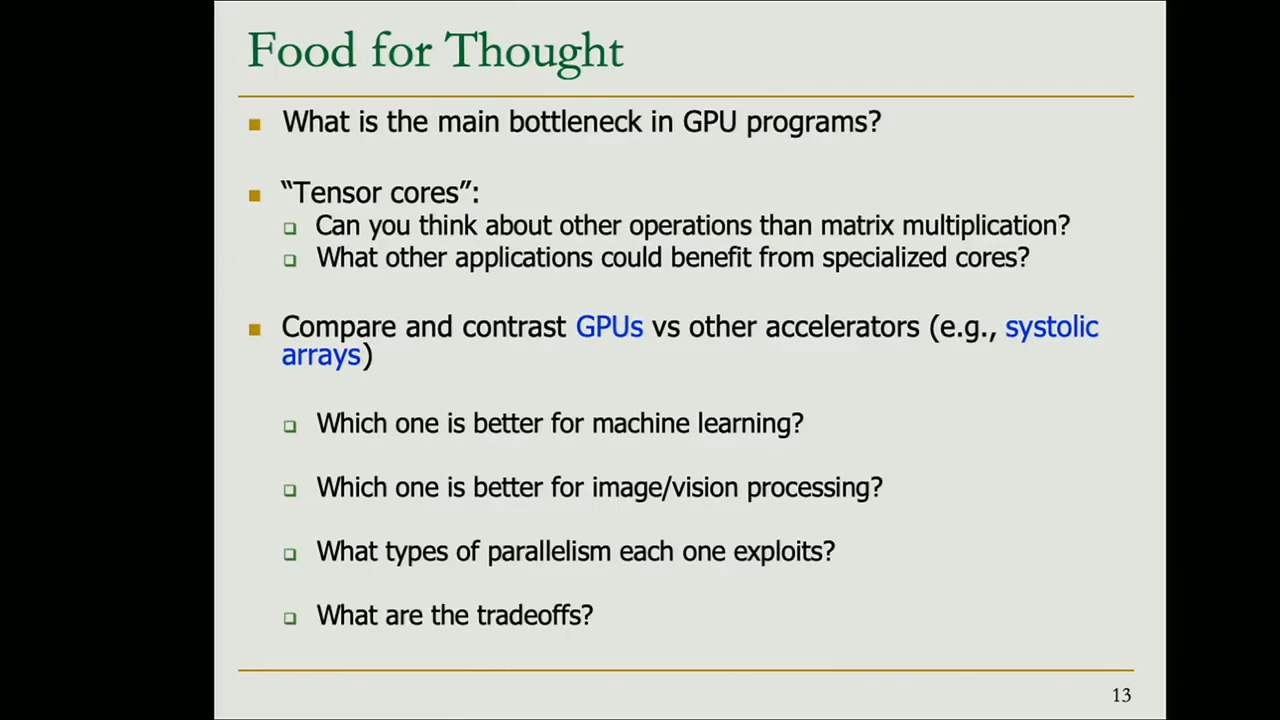 Food for Thought
What is the main bottleneck in GPU programs?
“Tensor cores”:
Can you think about other operations than matrix multiplication?
What other applications could benefit from specialized cores?
Compare and contrast GPUs vs other accelerators (e.g., systolic
arrays)
Which one is better for machine learning?
Which one is better for image/vision processing?
What types of parallelism each one exploits?
What are the tradeoffs?
13